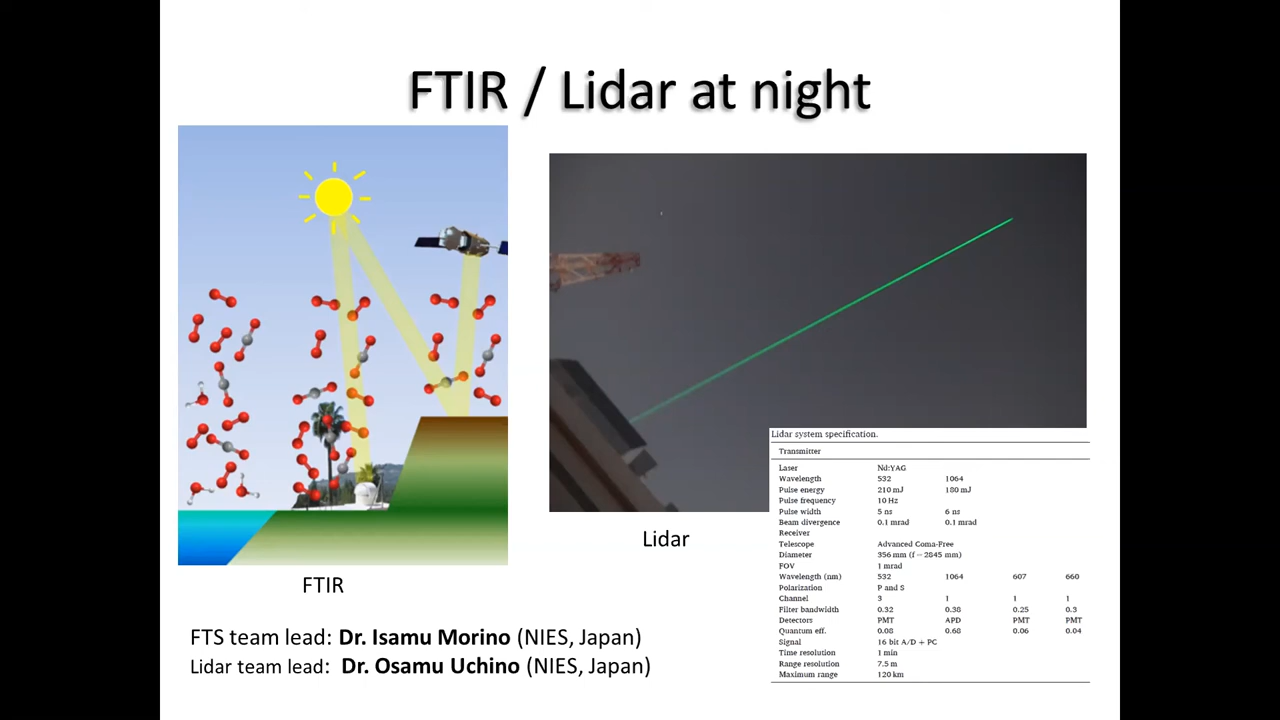 FTIR / Lidar at night
FTIR
Lidar
FTS team lead: Dr. Isamu Morino (NIES, Japan)
Lidar team lead: Dr. Osamu Uchino (NIES, Japan)
Lidar system specification.
Transmitter
Laser Nd:YAG
Wavelength 532 1064
Pulse energy 210 mJ 180 mJ
Pulse frequency 10 Hz
Pulse width 5 ns 6 ns
Beam divergence 0.1 mrad 0.1 mrad
Receiver
Telescope Advanced Coma-Free
Diameter 356 mm (f–2845 mm)
FOV 1 mrad
Wavelength (nm) 532 1064 607 660
Polarization P and S
Channel 3 1 1 1
Filter bandwidth 0.32 0.38 0.25 0.3
Detectors PMT APD PMT PMT
Quantum eff. 0.08 0.68 0.06 0.04
Signal 16 bit A/D + PC
Time resolution 1 min
Range resolution 7.5 m
Maximum range 120 km